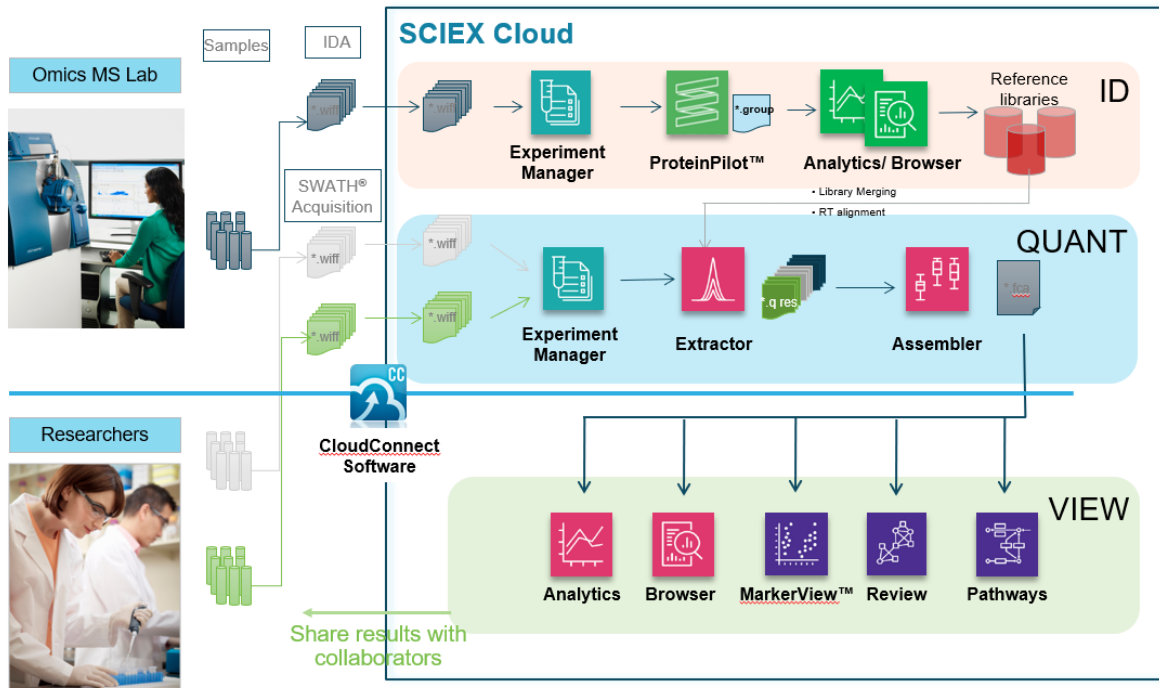 SCIEX Cloud
Samples
IDA
Omics MS Lab
*.wiff
*.wiff
Experiment
Manager
ProteinPilot™
*.group
Analytics/ Browser
Reference
libraries
ID
• Library Merging
• RT alignment
SWATH®
Acquisition
*.wiff
*.wiff
*.wiff
*.wiff
Experiment
Manager
Extractor
*.q res
Assembler
*.fca
QUANT
CC
CloudConnect
Software
Researchers
VIEW
Analytics
Browser
MarkerView™
Review
Pathways
Share results with
collaborators